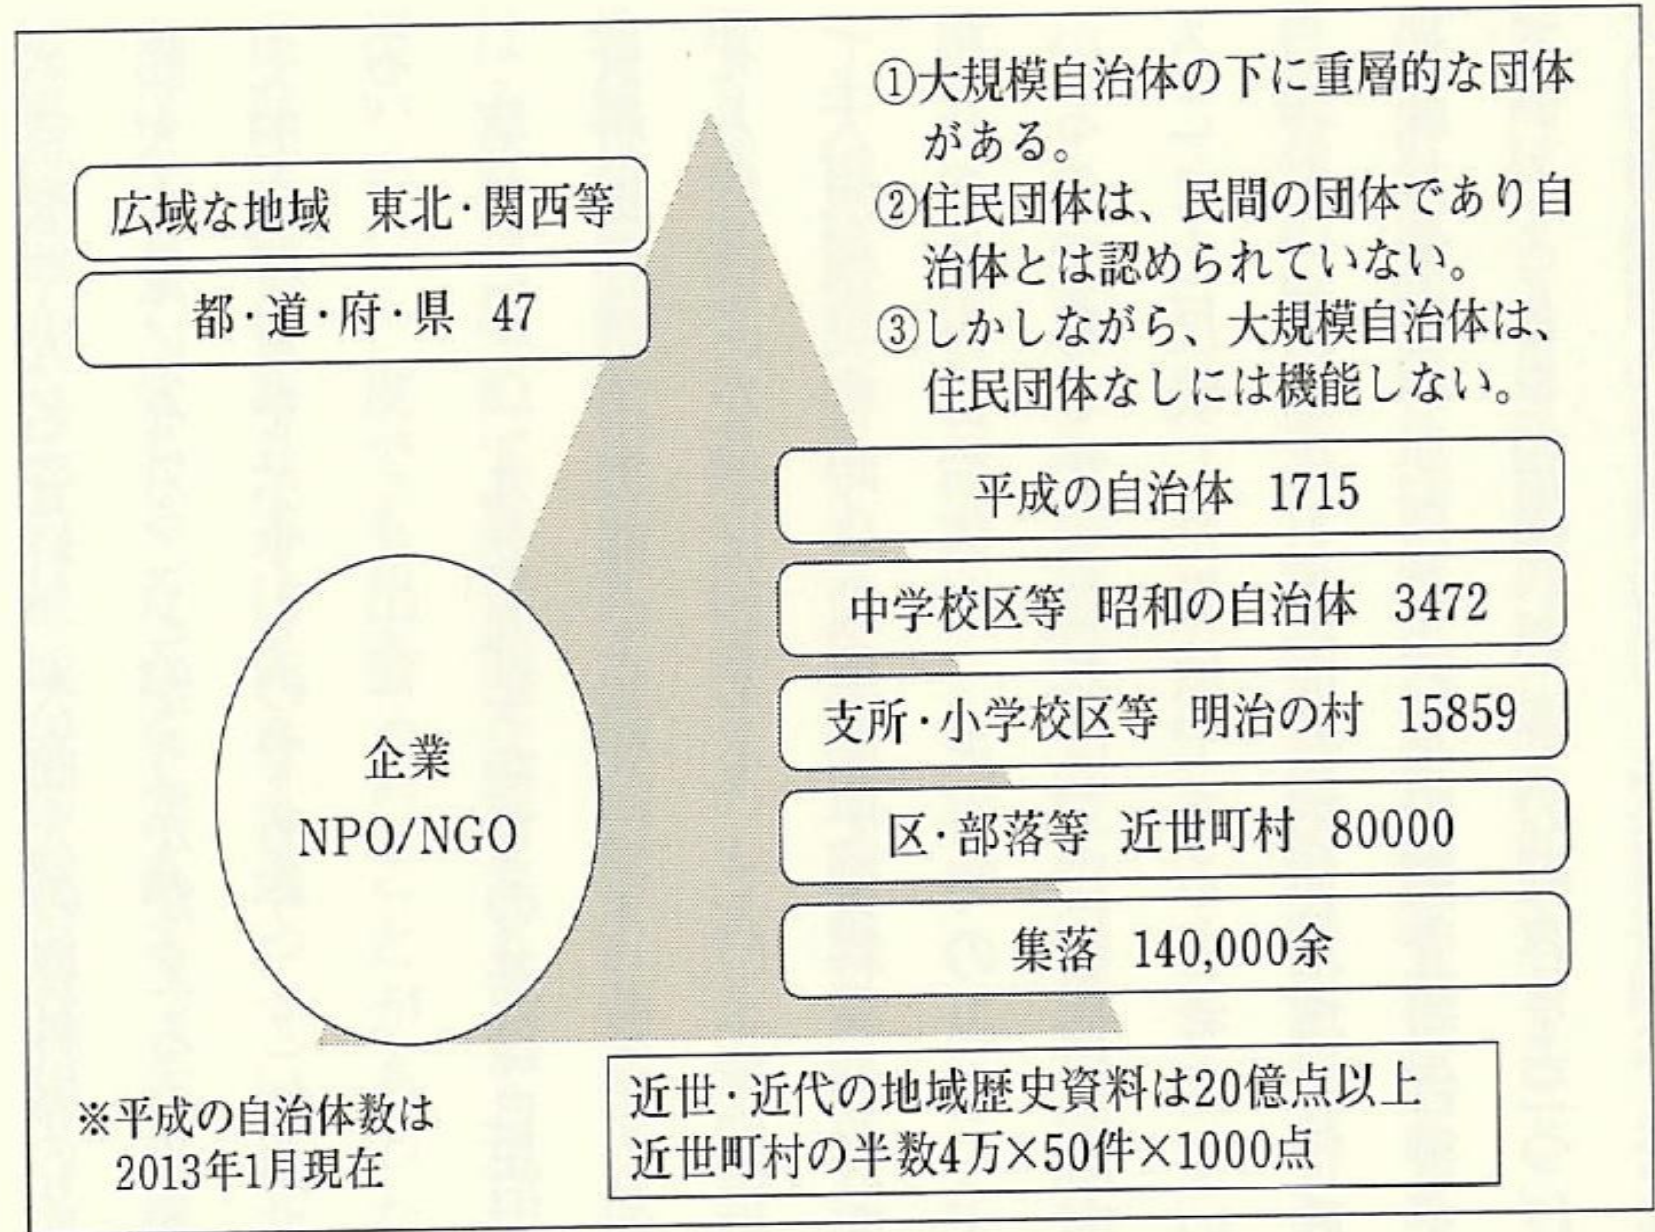 ①大規模自治体の下に重層的な団体
がある。
②住民団体は、民間の団体であり自
治体とは認められていない。
③しかしながら、大規模自治体は、
住民団体なしには機能しない。
広域な地域 東北・関西等
都・道・府・県 47
平成の自治体 1715
中学校区等 昭和の自治体 3472
支所・小学校区等 明治の村 15859
区・部落等 近世町村 80000
集落 140,000余
企業
NPO/NGO
※平成の自治体数は
2013年1月現在
近世・近代の地域歴史資料は20億点以上
近世町村の半数4万×50件×1000点